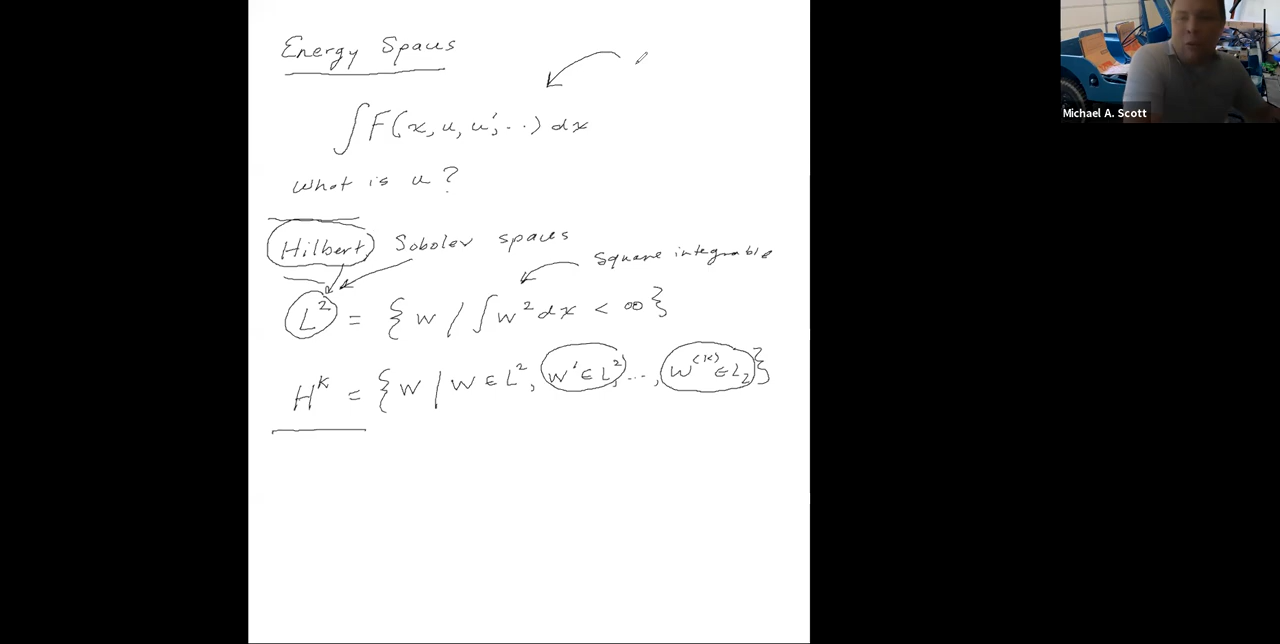 Energy Spaces
∫F(x, u, u', ...) dx
What is u?
Hilbert Sobolev spaces
square integrable
L² = { w / ∫w² dx < ∞ }
Hᵏ = { w / w ∈ L², w' ∈ L², ..., w⁽ᵏ⁾ ∈ L₂ }
Michael A. Scott